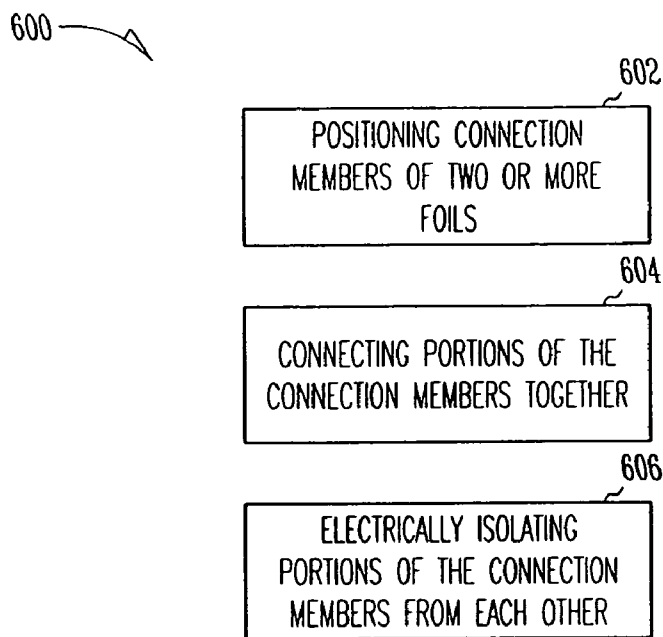 600
602
POSITIONING CONNECTION
MEMBERS OF TWO OR MORE
FOILS
604
CONNECTING PORTIONS OF THE
CONNECTION MEMBERS TOGETHER
606
ELECTRICALLY ISOLATING
PORTIONS OF THE CONNECTION
MEMBERS FROM EACH OTHER